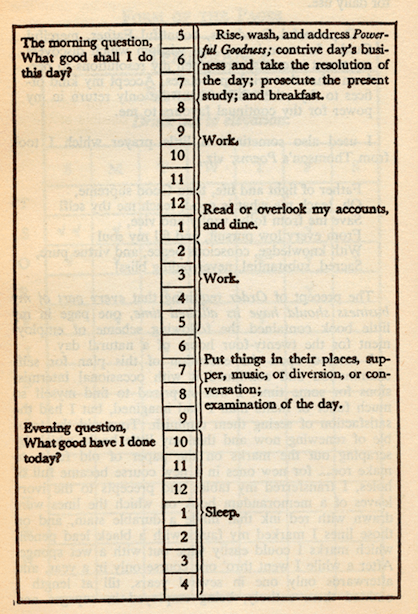 The morning question,
What good shall I do
this day?
5
6
7
8
9
10
11
12
1
2
3
4
5
6
7
8
9
10
11
12
1
2
3
4
Rise, wash, and address Power-
ful Goodness; contrive day's busi-
ness and take the resolution of
the day; prosecute the present
study; and breakfast.
Work.
Read or overlook my accounts,
and dine.
Work.
Put things in their places, sup-
per, music, or diversion, or con-
versation;
examination of the day.
Evening question,
What good have I done
today?
Sleep.